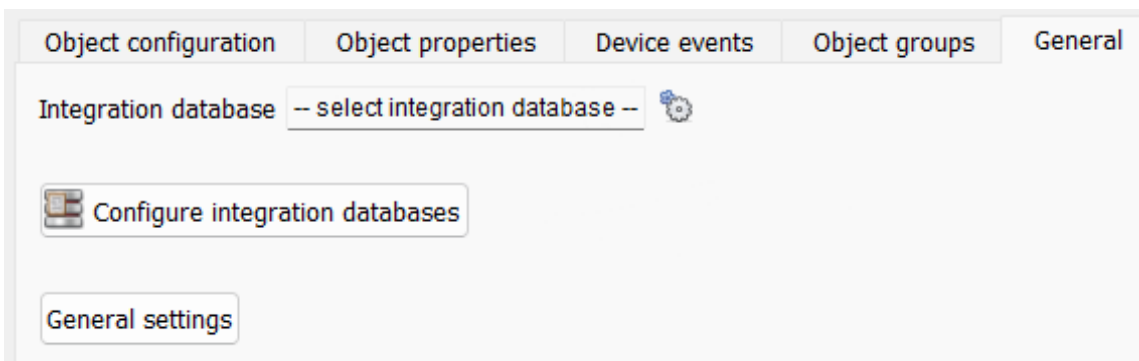 Object configuration Object properties Device events Object groups General
Integration database -- select integration database --
Configure integration databases
General settings